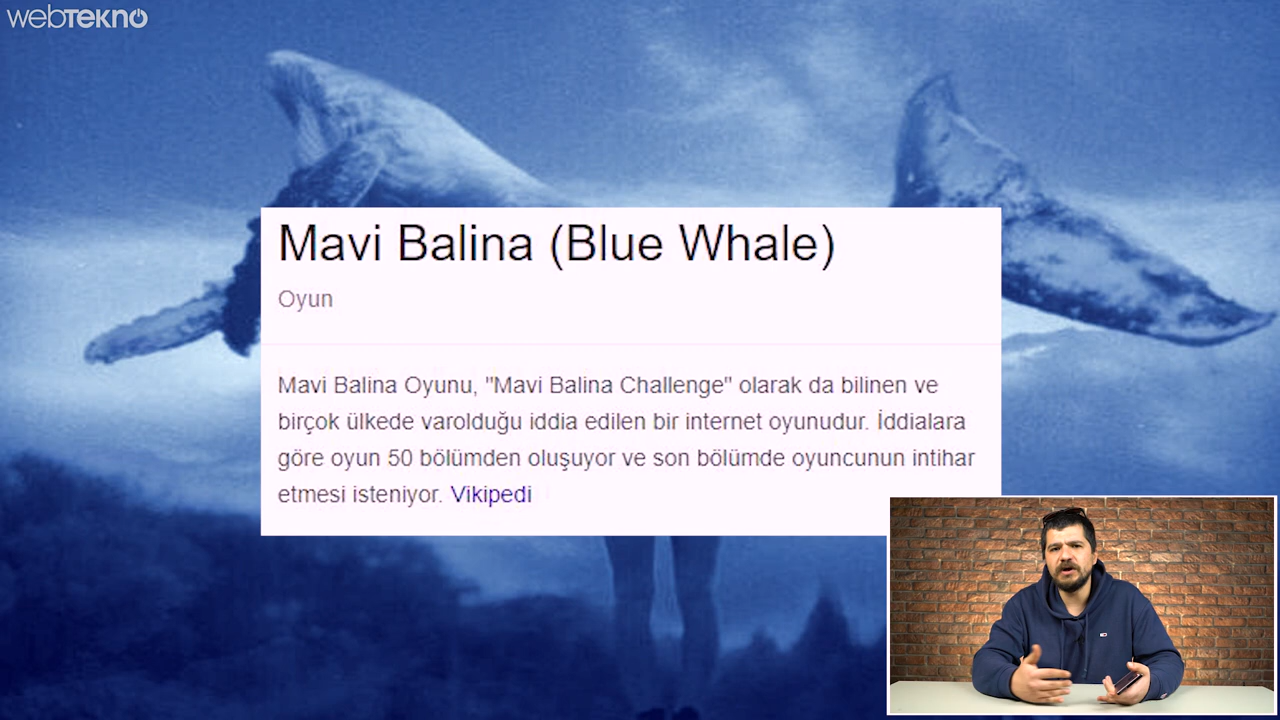 webTEKNO
Mavi Balina (Blue Whale)
Oyun
Mavi Balina Oyunu, "Mavi Balina Challenge" olarak da bilinen ve
birçok ülkede varolduğu iddia edilen bir internet oyunudur. İddialara
göre oyun 50 bölümden oluşuyor ve son bölümde oyuncunun intihar
etmesi isteniyor. Vikipedi